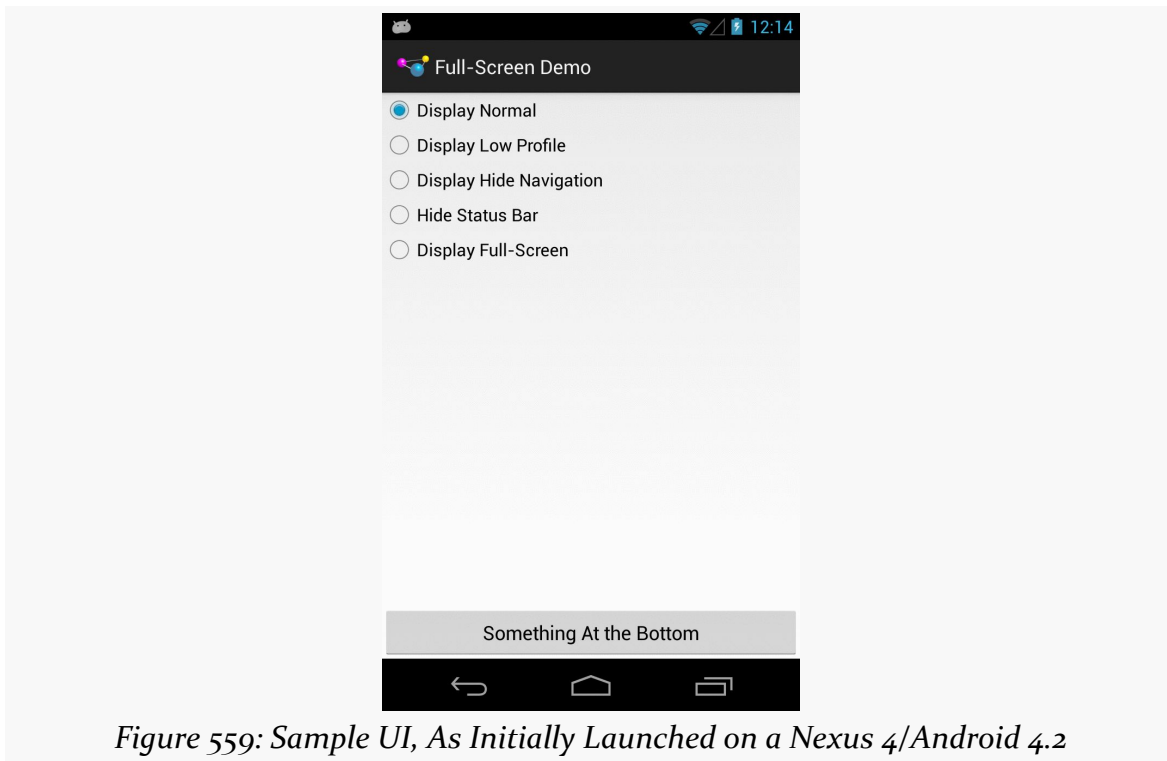 12:14
Full-Screen Demo
Display Normal
Display Low Profile
Display Hide Navigation
Hide Status Bar
Display Full-Screen
Something At the Bottom
Figure 559: Sample UI, As Initially Launched on a Nexus 4/Android 4.2